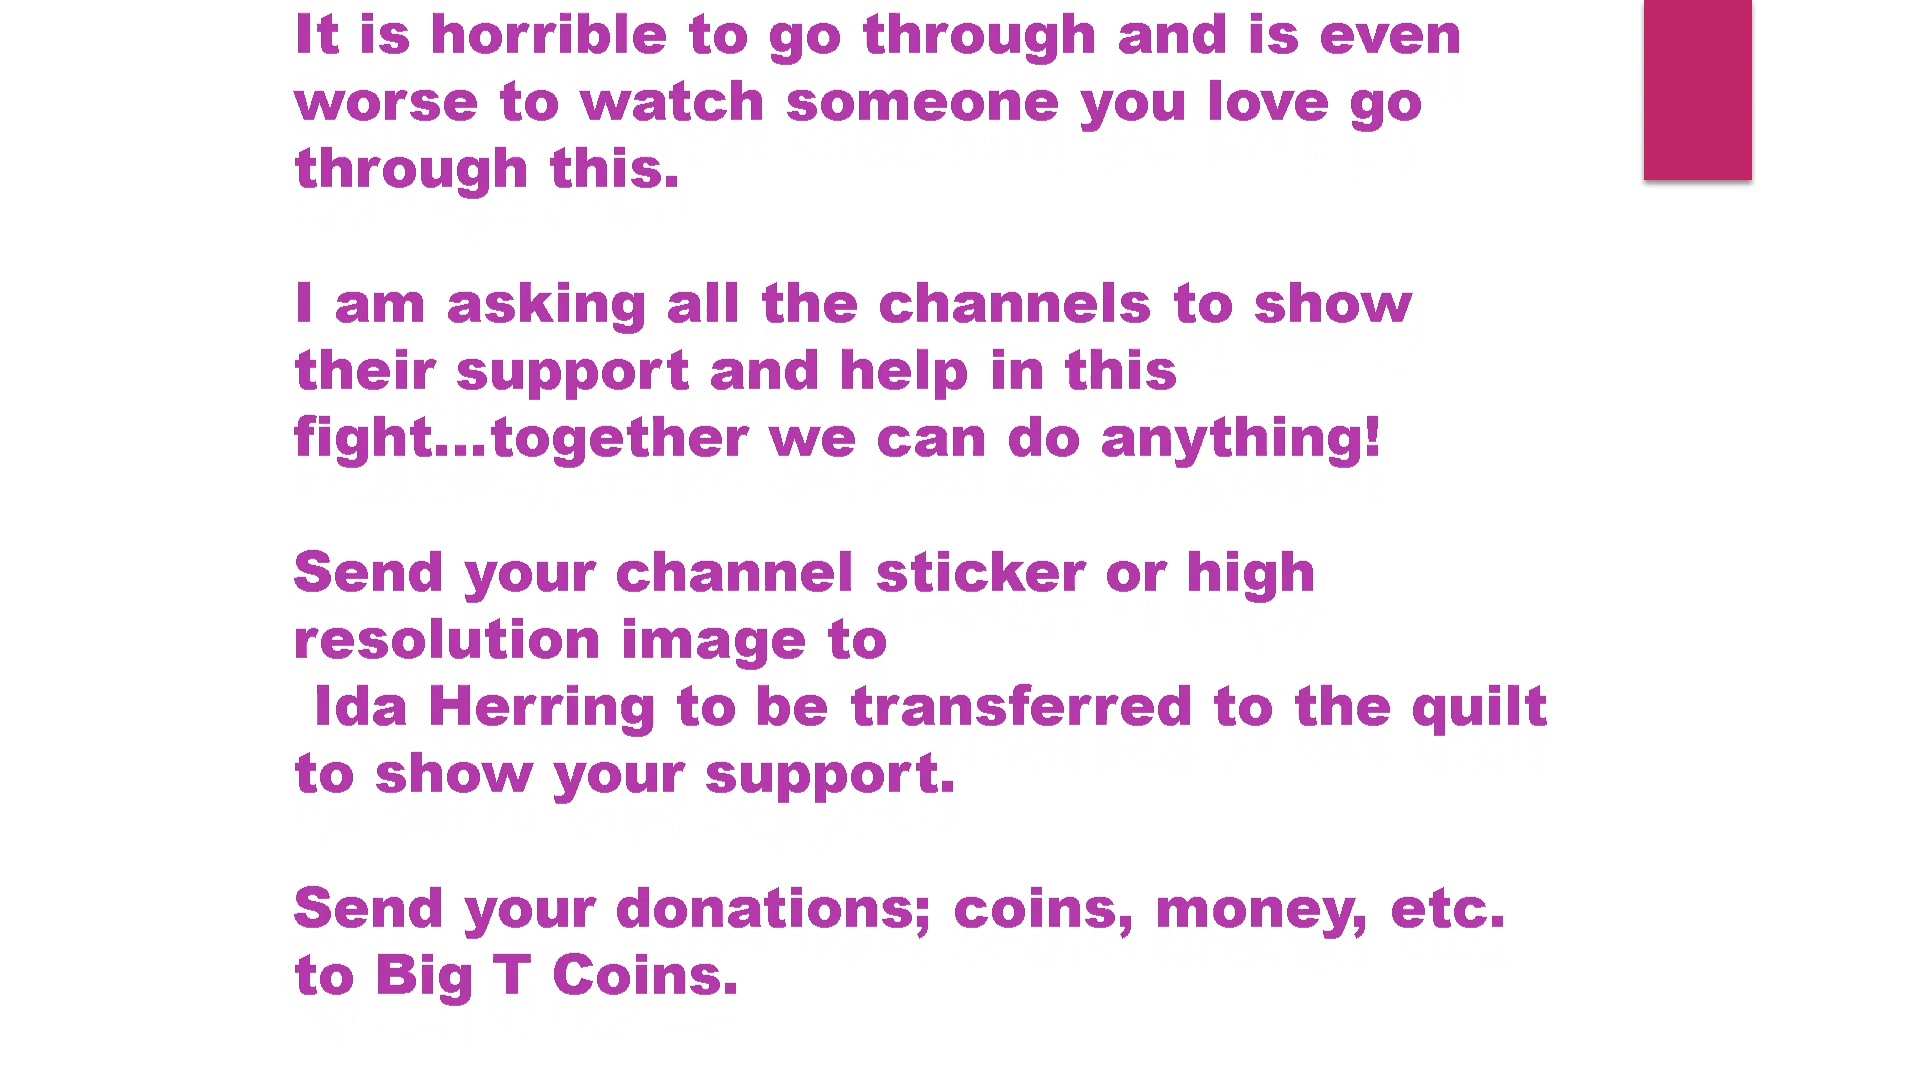 It is horrible to go through and is even
worse to watch someone you love go
through this.
I am asking all the channels to show
their support and help in this
fight...together we can do anything!
Send your channel sticker or high
resolution image to
Ida Herring to be transferred to the quilt
to show your support.
Send your donations; coins, money, etc.
to Big T Coins.